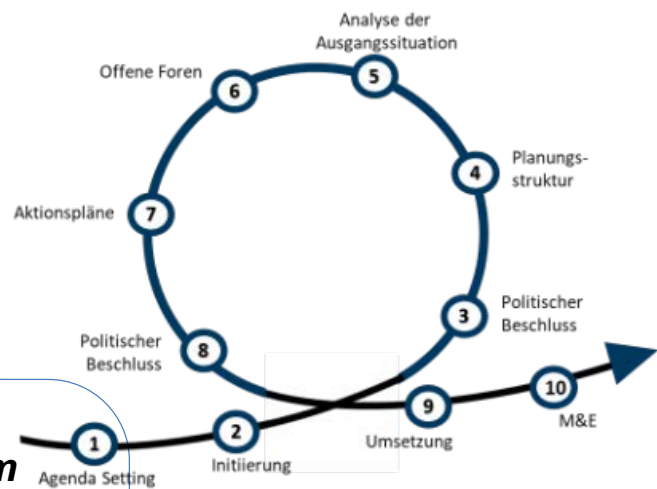 Analyse der
Ausgangssituation
Offene Foren
6
5
4
Planungs-
struktur
Aktionspläne
7
3
Politischer
Beschluss
Politischer
Beschluss
8
10
M&E
9
Umsetzung
2
Initiierung
1
Agenda Setting